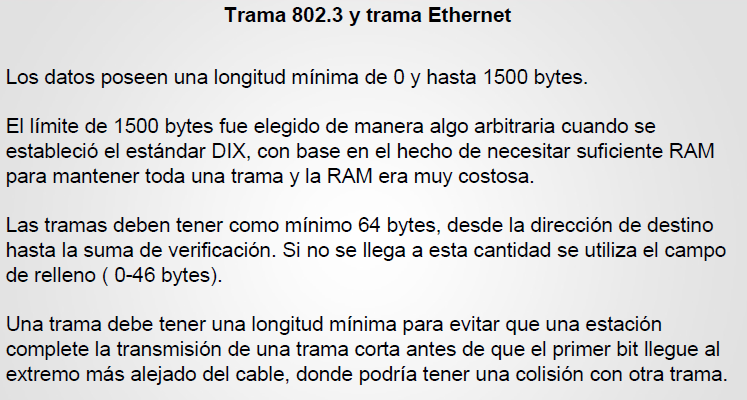 Trama 802.3 y trama Ethernet
Los datos poseen una longitud mínima de 0 y hasta 1500 bytes.
El límite de 1500 bytes fue elegido de manera algo arbitraria cuando se
estableció el estándar DIX, con base en el hecho de necesitar suficiente RAM
para mantener toda una trama y la RAM era muy costosa.
Las tramas deben tener como mínimo 64 bytes, desde la dirección de destino
hasta la suma de verificación. Si no se llega a esta cantidad se utiliza el campo
de relleno ( 0-46 bytes).
Una trama debe tener una longitud mínima para evitar que una estación
complete la transmisión de una trama corta antes de que el primer bit llegue al
extremo más alejado del cable, donde podría tener una colisión con otra trama.